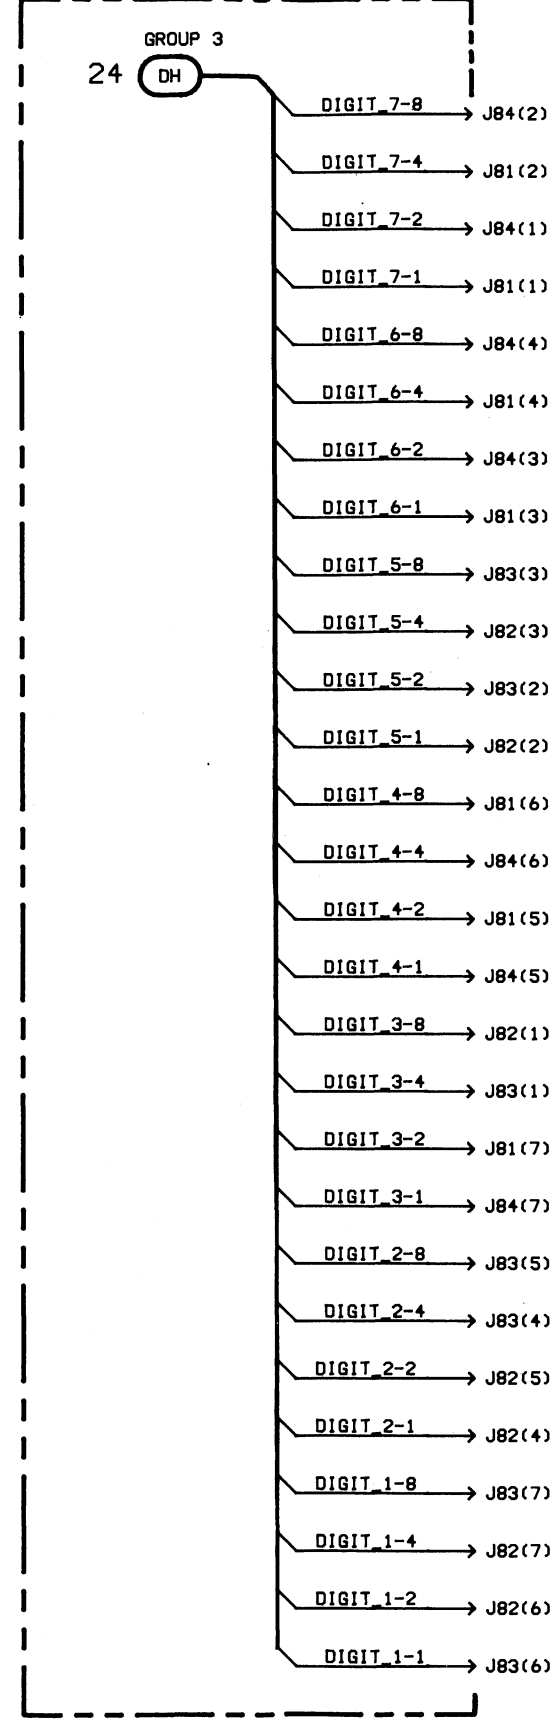 GROUP 3
24 DH
DIGIT_7-8 J84(2)
DIGIT_7-4 J81(2)
DIGIT_7-2 J84(1)
DIGIT_7-1 J81(1)
DIGIT_6-8 J84(4)
DIGIT_6-4 J81(4)
DIGIT_6-2 J84(3)
DIGIT_6-1 J81(3)
DIGIT_5-8 J83(3)
DIGIT_5-4 J82(3)
DIGIT_5-2 J83(2)
DIGIT_5-1 J82(2)
DIGIT_4-8 J81(6)
DIGIT_4-4 J84(6)
DIGIT_4-2 J81(5)
DIGIT_4-1 J84(5)
DIGIT_3-8 J82(1)
DIGIT_3-4 J83(1)
DIGIT_3-2 J81(7)
DIGIT_3-1 J84(7)
DIGIT_2-8 J83(5)
DIGIT_2-4 J83(4)
DIGIT_2-2 J82(5)
DIGIT_2-1 J82(4)
DIGIT_1-8 J83(7)
DIGIT_1-4 J82(7)
DIGIT_1-2 J82(6)
DIGIT_1-1 J83(6)